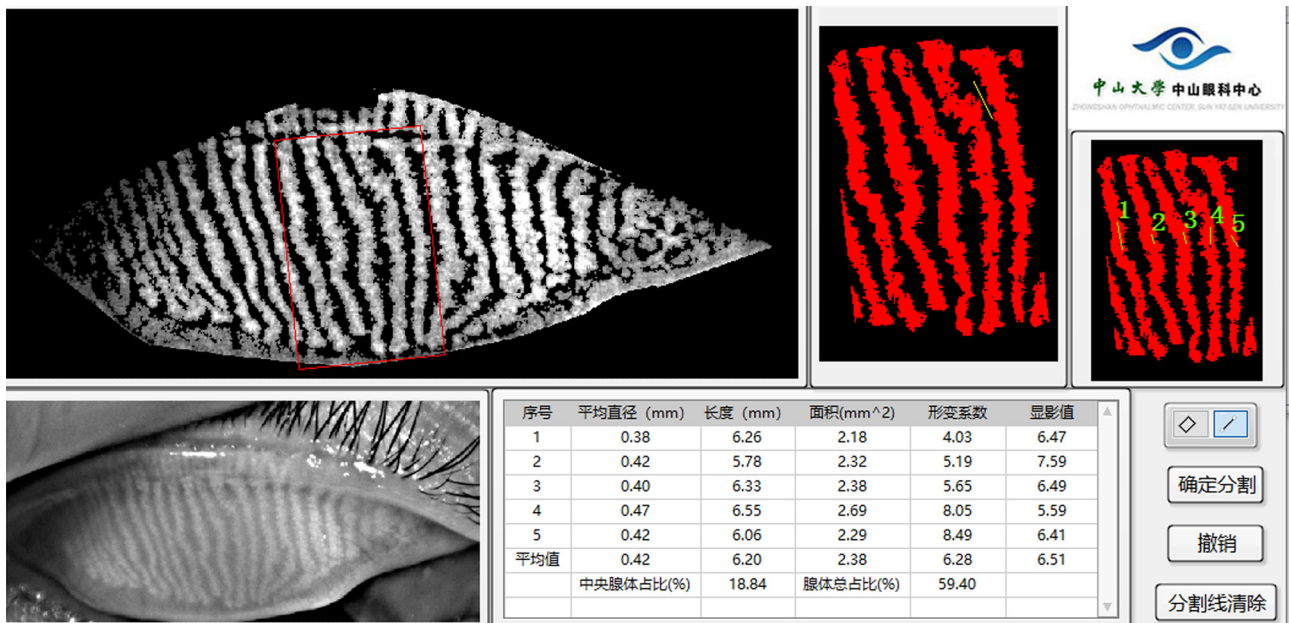 中山大學中山眼科中心
ZHONGSHAN OPHTHALMIC CENTER, SUN YAT-SEN UNIVERSITY
1 2 3 4 5
序号 平均直径（mm） 长度（mm） 面积(mm^2) 形变系数 显影值
1 0.38 6.26 2.18 4.03 6.47
2 0.42 5.78 2.32 5.19 7.59
3 0.40 6.33 2.38 5.65 6.49
4 0.47 6.55 2.69 8.05 5.59
5 0.42 6.06 2.29 8.49 6.41
平均值 0.42 6.20 2.38 6.28 6.51
中央腺体占比(%) 18.84 腺体总占比(%) 59.40
确定分割
撤销
分割线清除